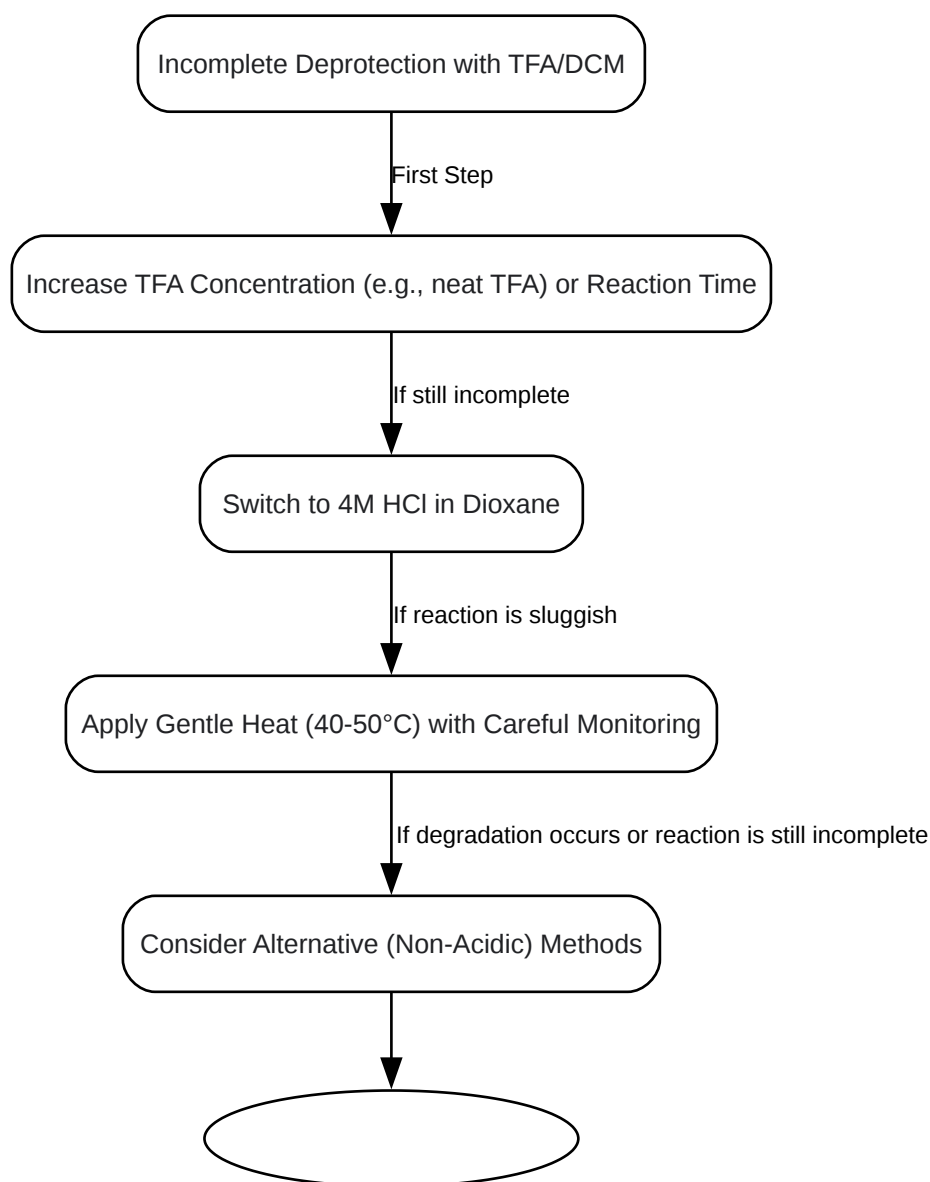 Incomplete Deprotection with TFA/DCM
First Step
Increase TFA Concentration (e.g., neat TFA) or Reaction Time
If still incomplete
Switch to 4M HCl in Dioxane
If reaction is sluggish
Apply Gentle Heat (40-50°C) with Careful Monitoring
If degradation occurs or reaction is still incomplete
Consider Alternative (Non-Acidic) Methods